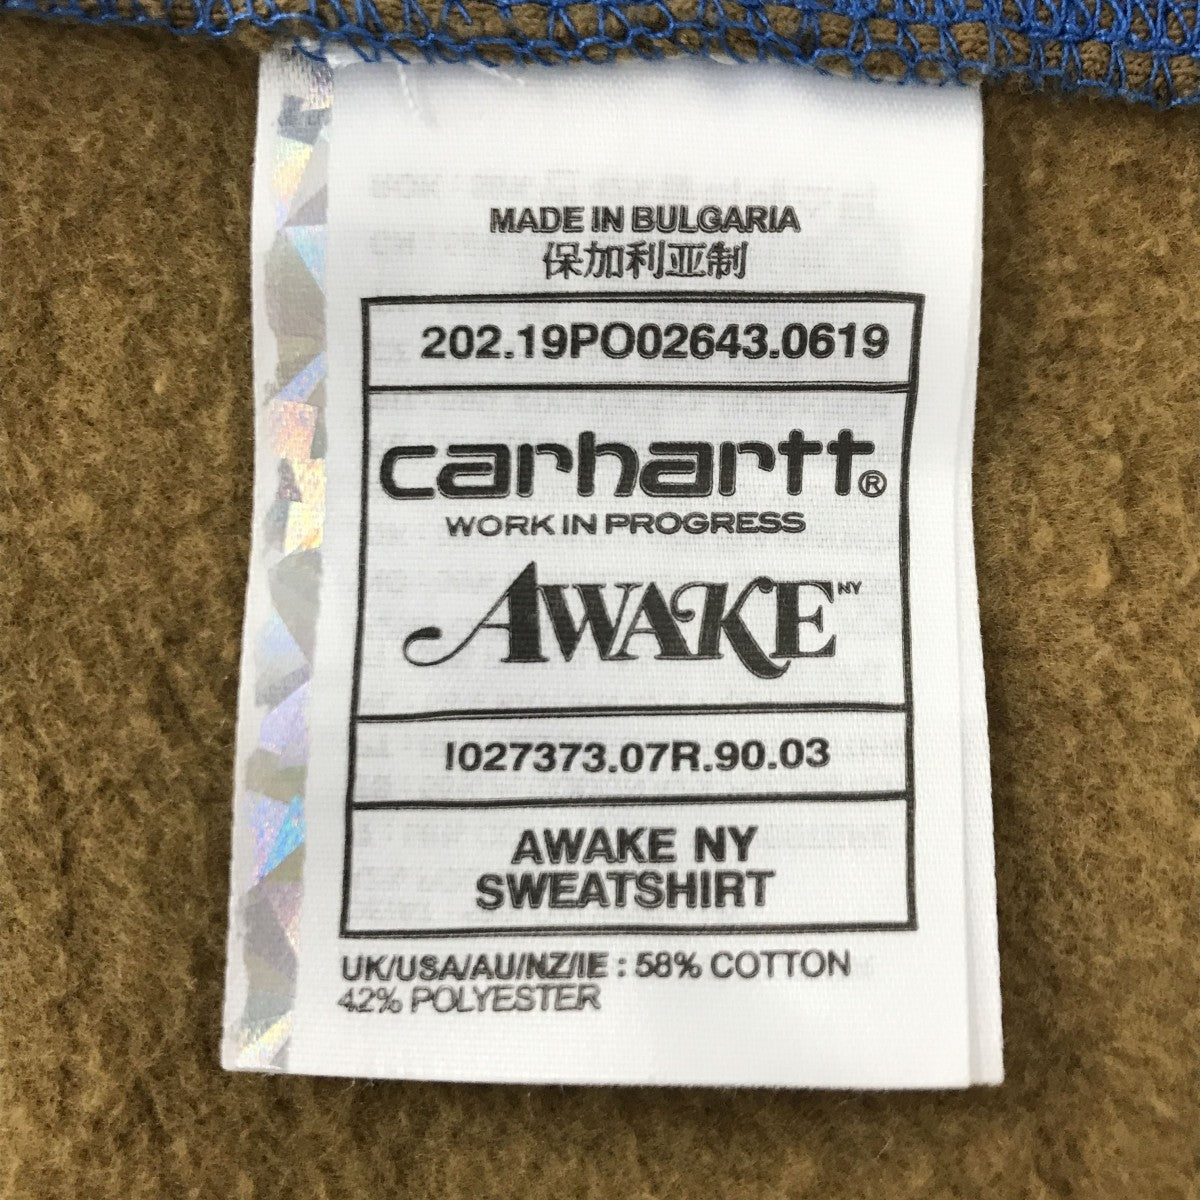 MADE IN BULGARIA
保加利亚制
202.19PO02643.0619
carhartt®
WORK IN PROGRESS
AWAKE NY
I027373.07R.90.03
AWAKE NY
SWEATSHIRT
UK/USA/AU/NZ/IE : 58% COTTON
42% POLYESTER